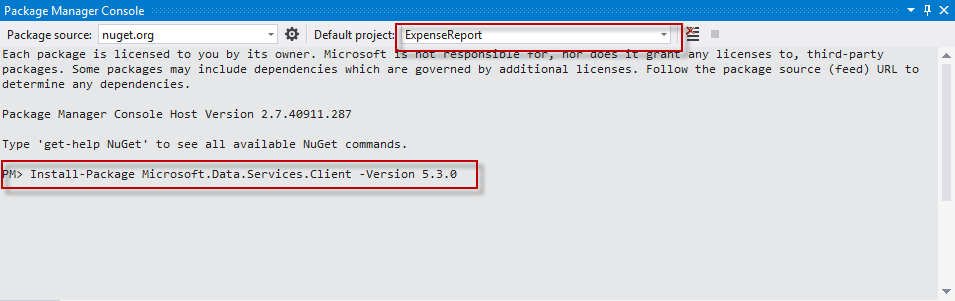 Package Manager Console
Package source: nuget.org Default project: ExpenseReport
Each package is licensed to you by its owner. Microsoft is not responsible for, nor does it grant any licenses to, third-party
packages. Some packages may include dependencies which are governed by additional licenses. Follow the package source (feed) URL to
determine any dependencies.
Package Manager Console Host Version 2.7.40911.287
Type 'get-help NuGet' to see all available NuGet commands.
PM> Install-Package Microsoft.Data.Services.Client -Version 5.3.0